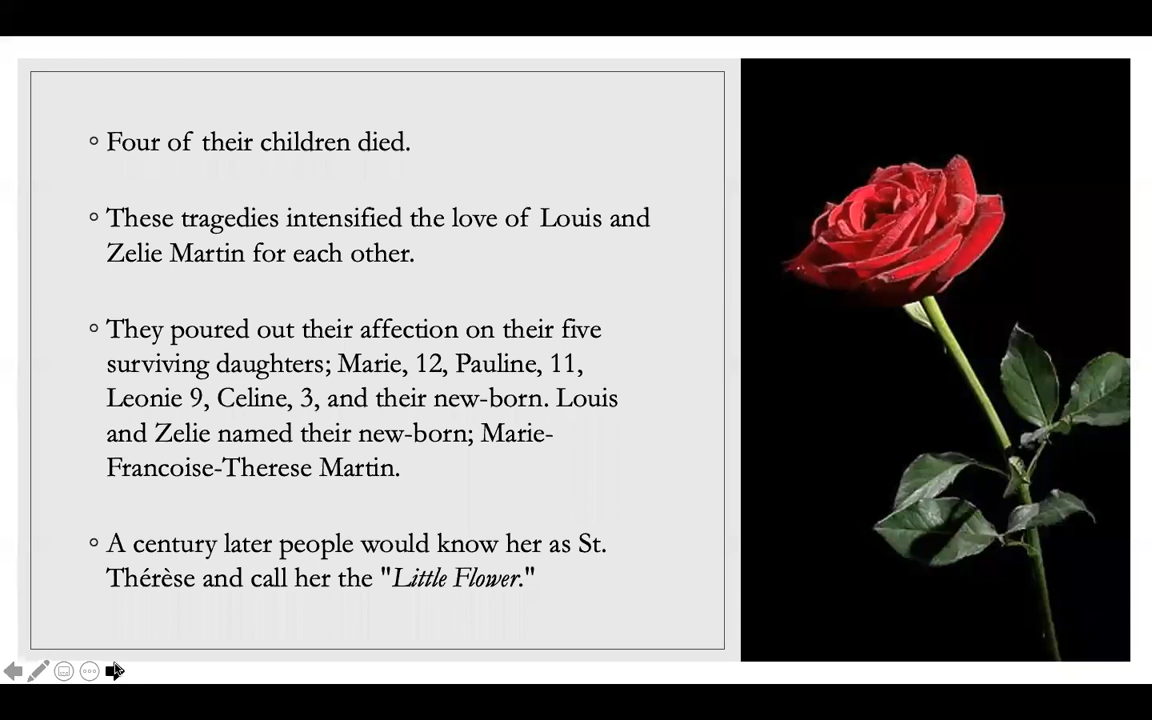 Four of their children died.
These tragedies intensified the love of Louis and
Zelie Martin for each other.
They poured out their affection on their five
surviving daughters; Marie, 12, Pauline, 11,
Leonie 9, Celine, 3, and their new-born. Louis
and Zelie named their new-born; Marie-
Francoise-Therese Martin.
A century later people would know her as St.
Thérèse and call her the "Little Flower."